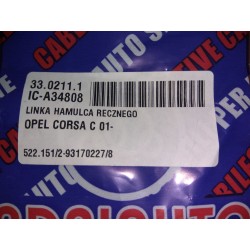 33.0211.1
IC-A34808
LINKA HAMULCA RECZNEGO
OPEL CORSA C 01-
522.151/2-93170227/8